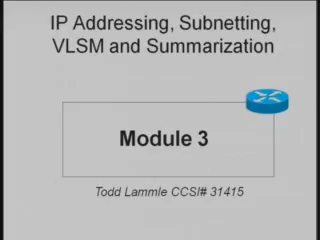 IP Addressing, Subnetting,
VLSM and Summarization
Module 3
Todd Lammle CCSI# 31415